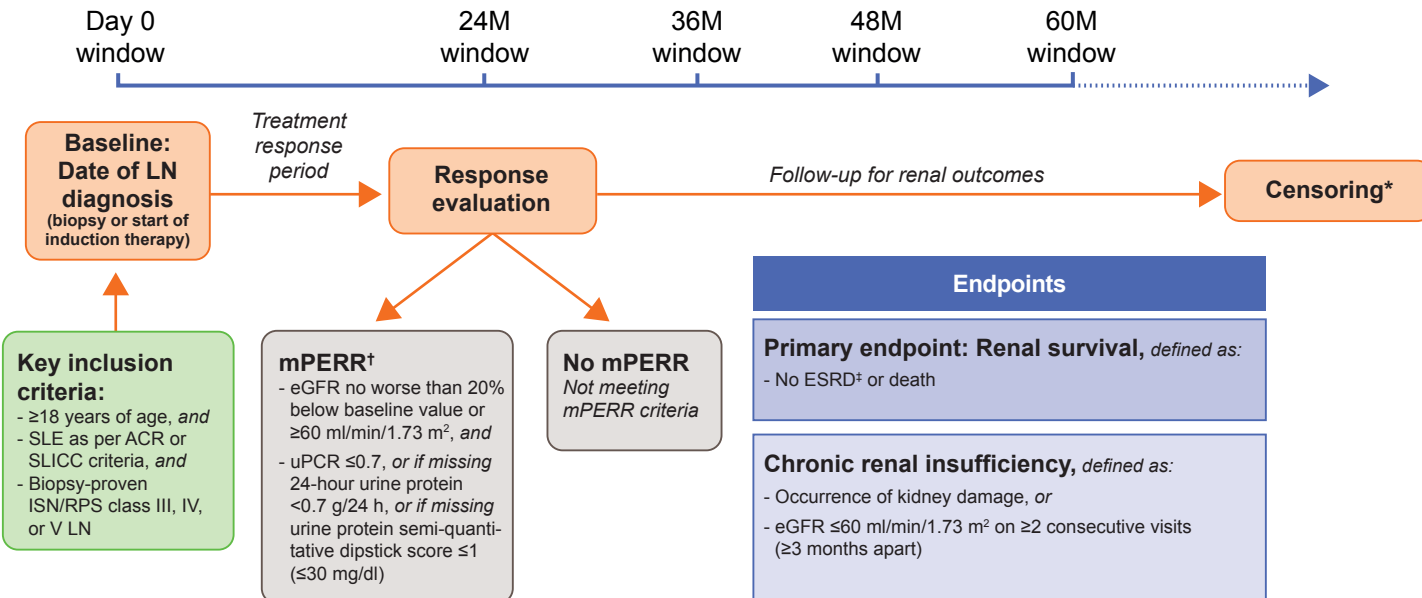 Day 0
window
24M
window
36M
window
48M
window
60M
window
Baseline:
Date of LN
diagnosis
(biopsy or start of
induction therapy)
Treatment
response
period
Response
evaluation
Follow-up for renal outcomes
Censoring*
Key inclusion
criteria:
- ≥18 years of age, and
- SLE as per ACR or
SLICC criteria, and
- Biopsy-proven
ISN/RPS class III, IV,
or V LN
mPERR†
- eGFR no worse than 20%
below baseline value or
≥60 ml/min/1.73 m², and
- uPCR ≤0.7, or if missing
24-hour urine protein
<0.7 g/24 h, or if missing
urine protein semi-quanti-
tative dipstick score ≤1
(≤30 mg/dl)
No mPERR
Not meeting
mPERR criteria
Endpoints
Primary endpoint: Renal survival, defined as:
- No ESRD‡ or death
Chronic renal insufficiency, defined as:
- Occurrence of kidney damage, or
- eGFR ≤60 ml/min/1.73 m² on ≥2 consecutive visits
(≥3 months apart)